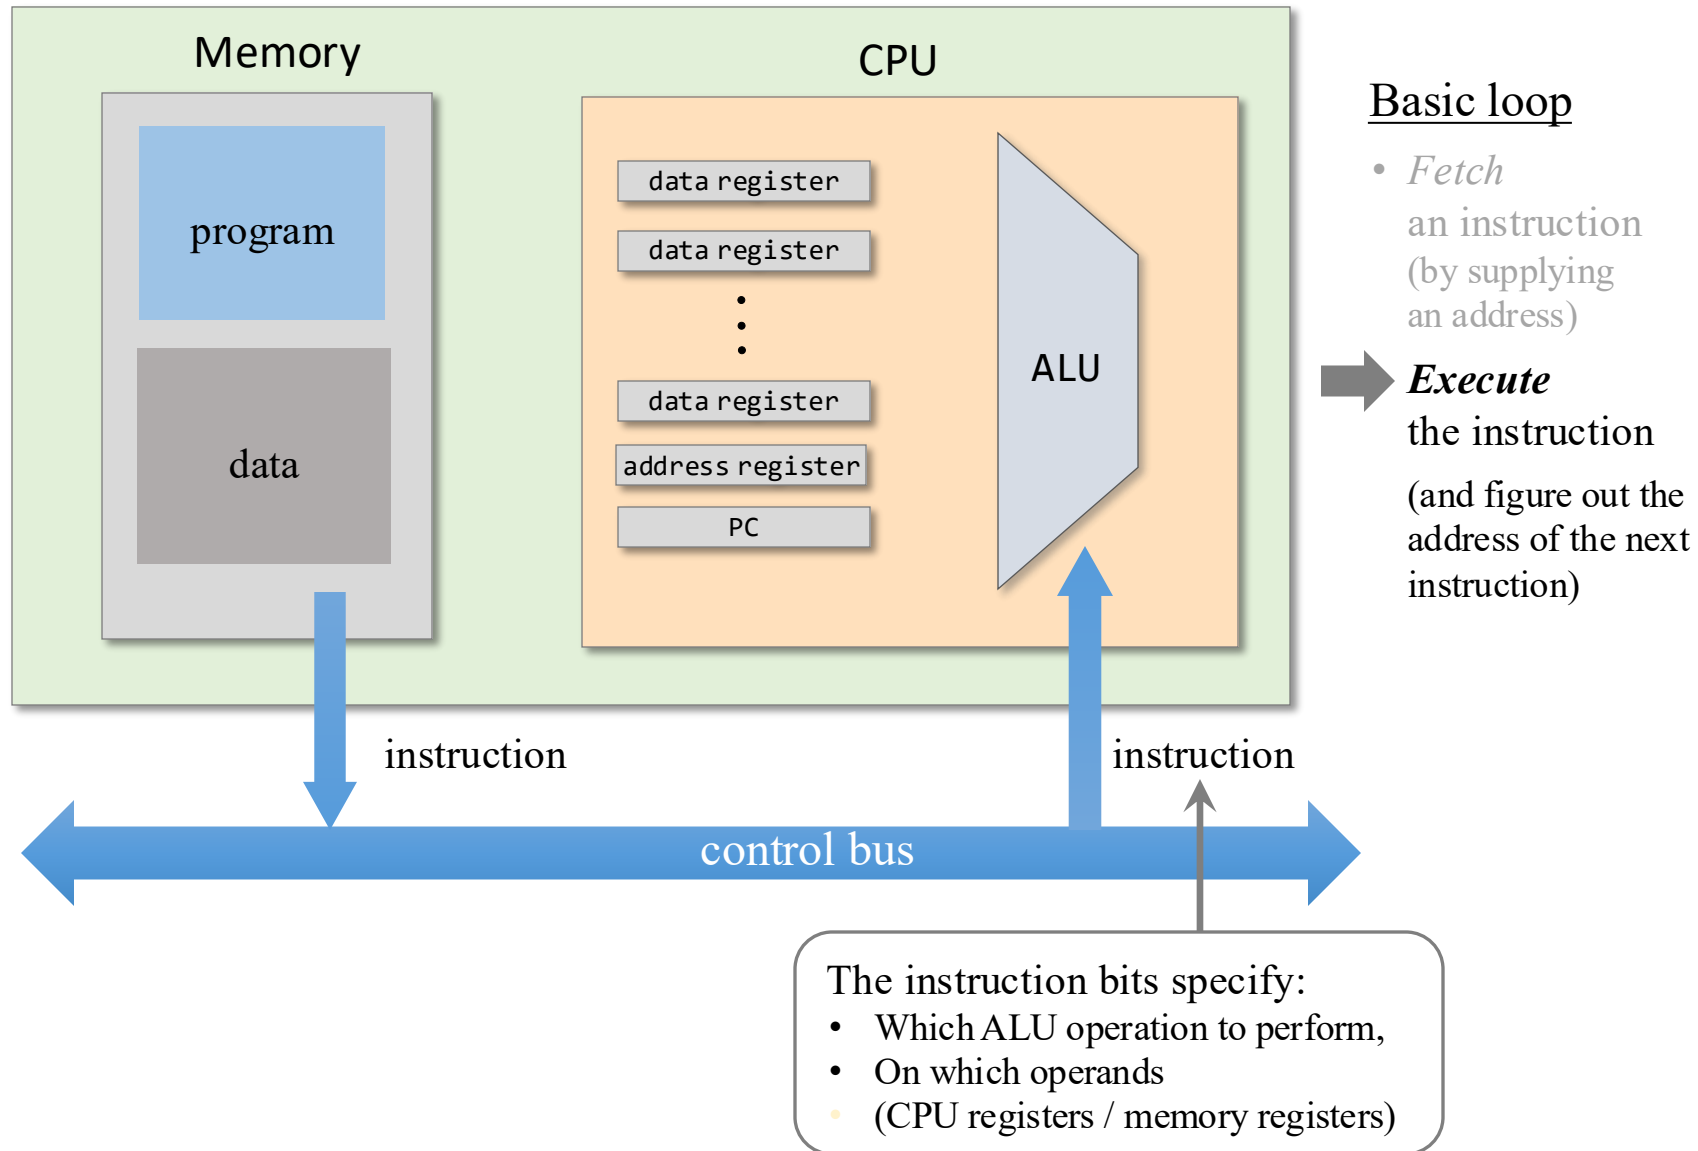 Memory
program
data
CPU
data register
data register
data register
address register
PC
ALU
Basic loop
• Fetch
an instruction
(by supplying
an address)
Execute
the instruction
(and figure out the
address of the next
instruction)
instruction
instruction
control bus
The instruction bits specify:
• Which ALU operation to perform,
• On which operands
• (CPU registers / memory registers)